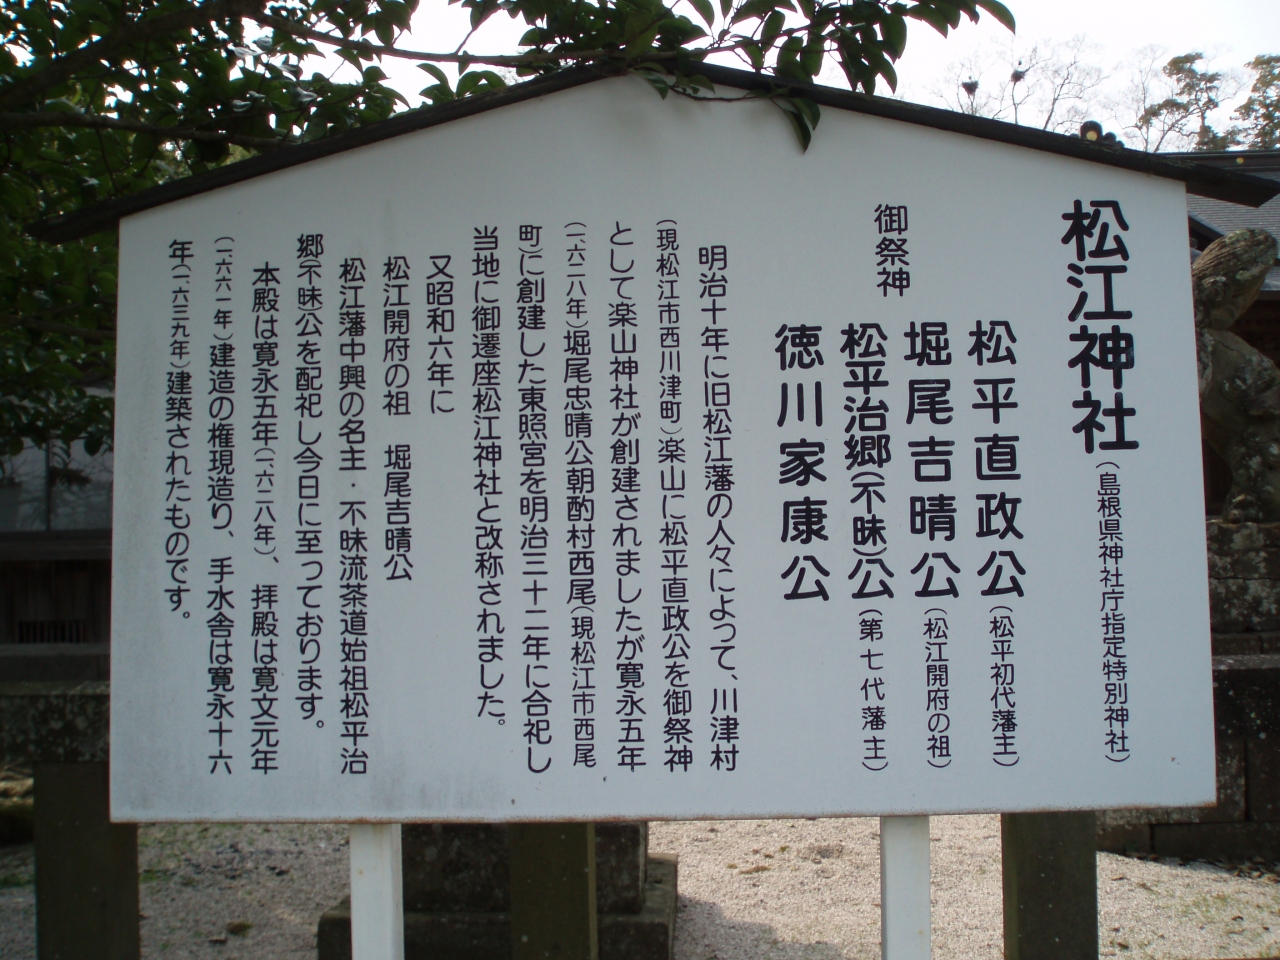 松江神社（島根県神社庁指定特別神社）
御祭神
松平直政公（松平初代藩主）
堀尾吉晴公（松江開府の祖）
松平治郷（不昧）公（第七代藩主）
徳川家康公
明治十年に旧松江藩の人々によって、川津村
（現松江市西川津町）楽山に松平直政公を御祭神
として楽山神社が創建されましたが寛永五年
（一六二八年）堀尾忠晴公朝酌村西尾（現松江市西尾
町）に創建した東照宮を明治三十二年に合祀し
当地に御遷座松江神社と改称されました。
又昭和六年に
松江開府の祖　堀尾吉晴公
松江藩中興の名主・不昧流茶道始祖松平治
郷（不昧）公を配祀し今日に至っております。
本殿は寛永五年（一六二八年）、拝殿は寛文元年
（一六六一年）建造の権現造り、手水舎は寛永十六
年（一六三九年）建築されたものです。